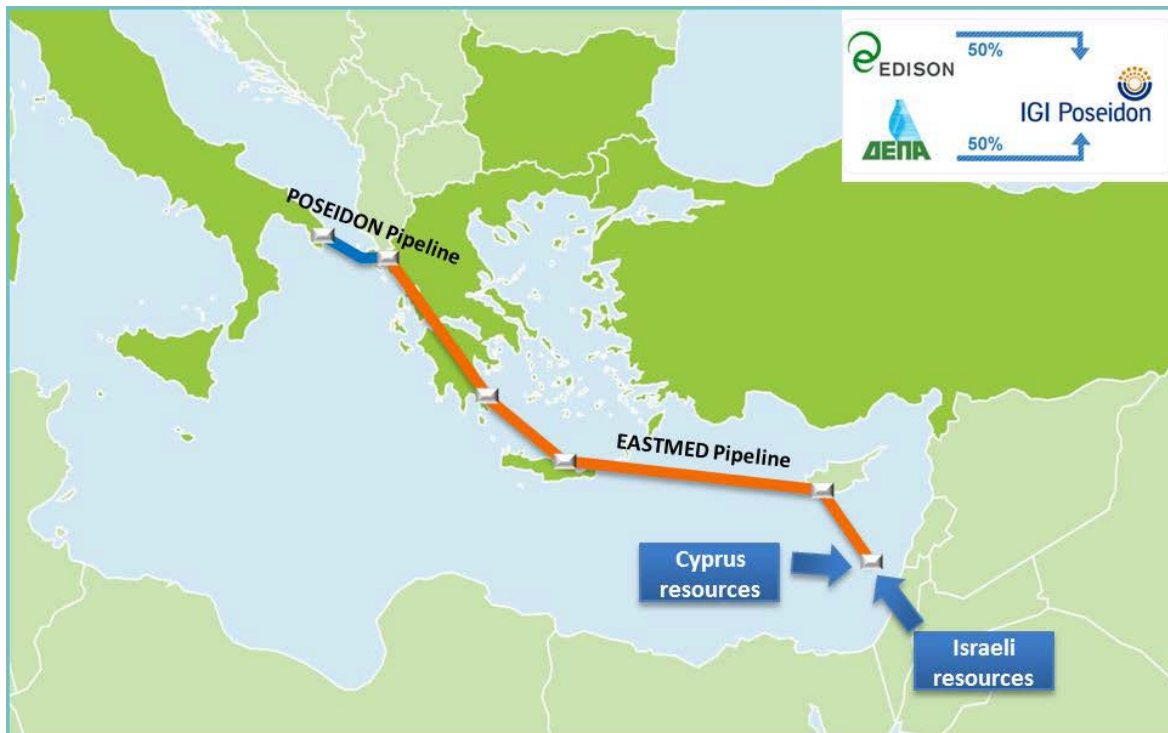 EDISON
50%
IGI Poseidon
ΔΕΠΑ
50%
POSEIDON Pipeline
EASTMED Pipeline
Cyprus
resources
Israeli
resources